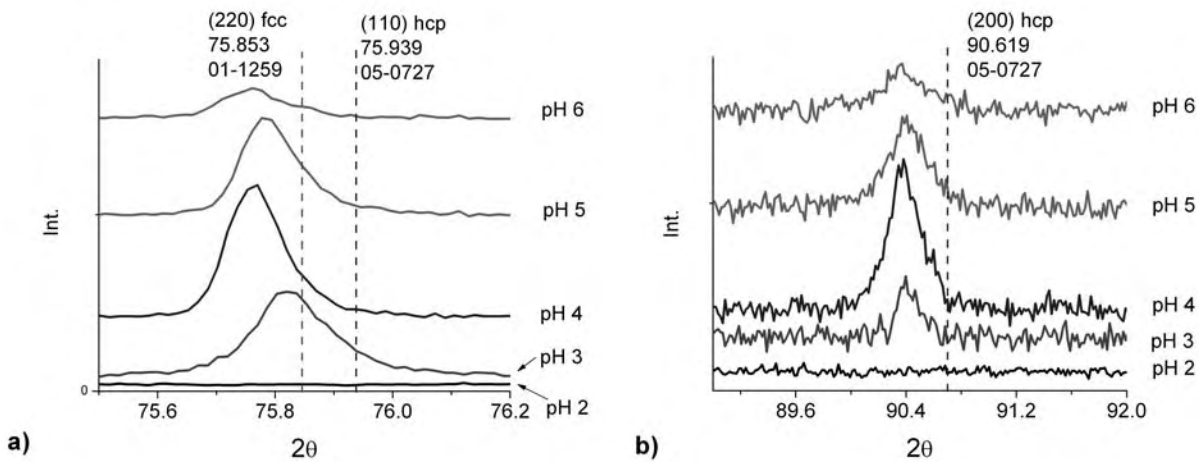 (220) fcc
75.853
01-1259
(110) hcp
75.939
05-0727
pH 6
pH 5
pH 4
pH 3
pH 2
Int.
0
75.6 75.8 76.0 76.2
2θ
a)
(200) hcp
90.619
05-0727
pH 6
pH 5
pH 4
pH 3
pH 2
Int.
89.6 90.4 91.2 92.0
2θ
b)